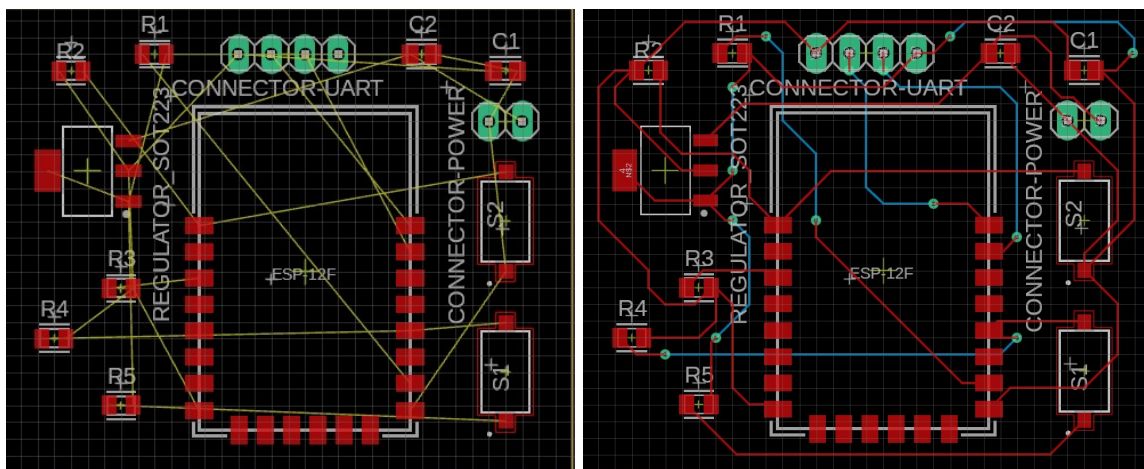 R1
C2
R2
C1
CONNECTOR-UART
REGULATOR_SOT223
CONNECTOR-POWER
S2
R3
ESP-12F
R4
R5
S1
R1
C2
R2
C1
CONNECTOR-UART
REGULATOR_SOT223
CONNECTOR-POWER
S2
R3
ESP-12F
R4
R5
S1